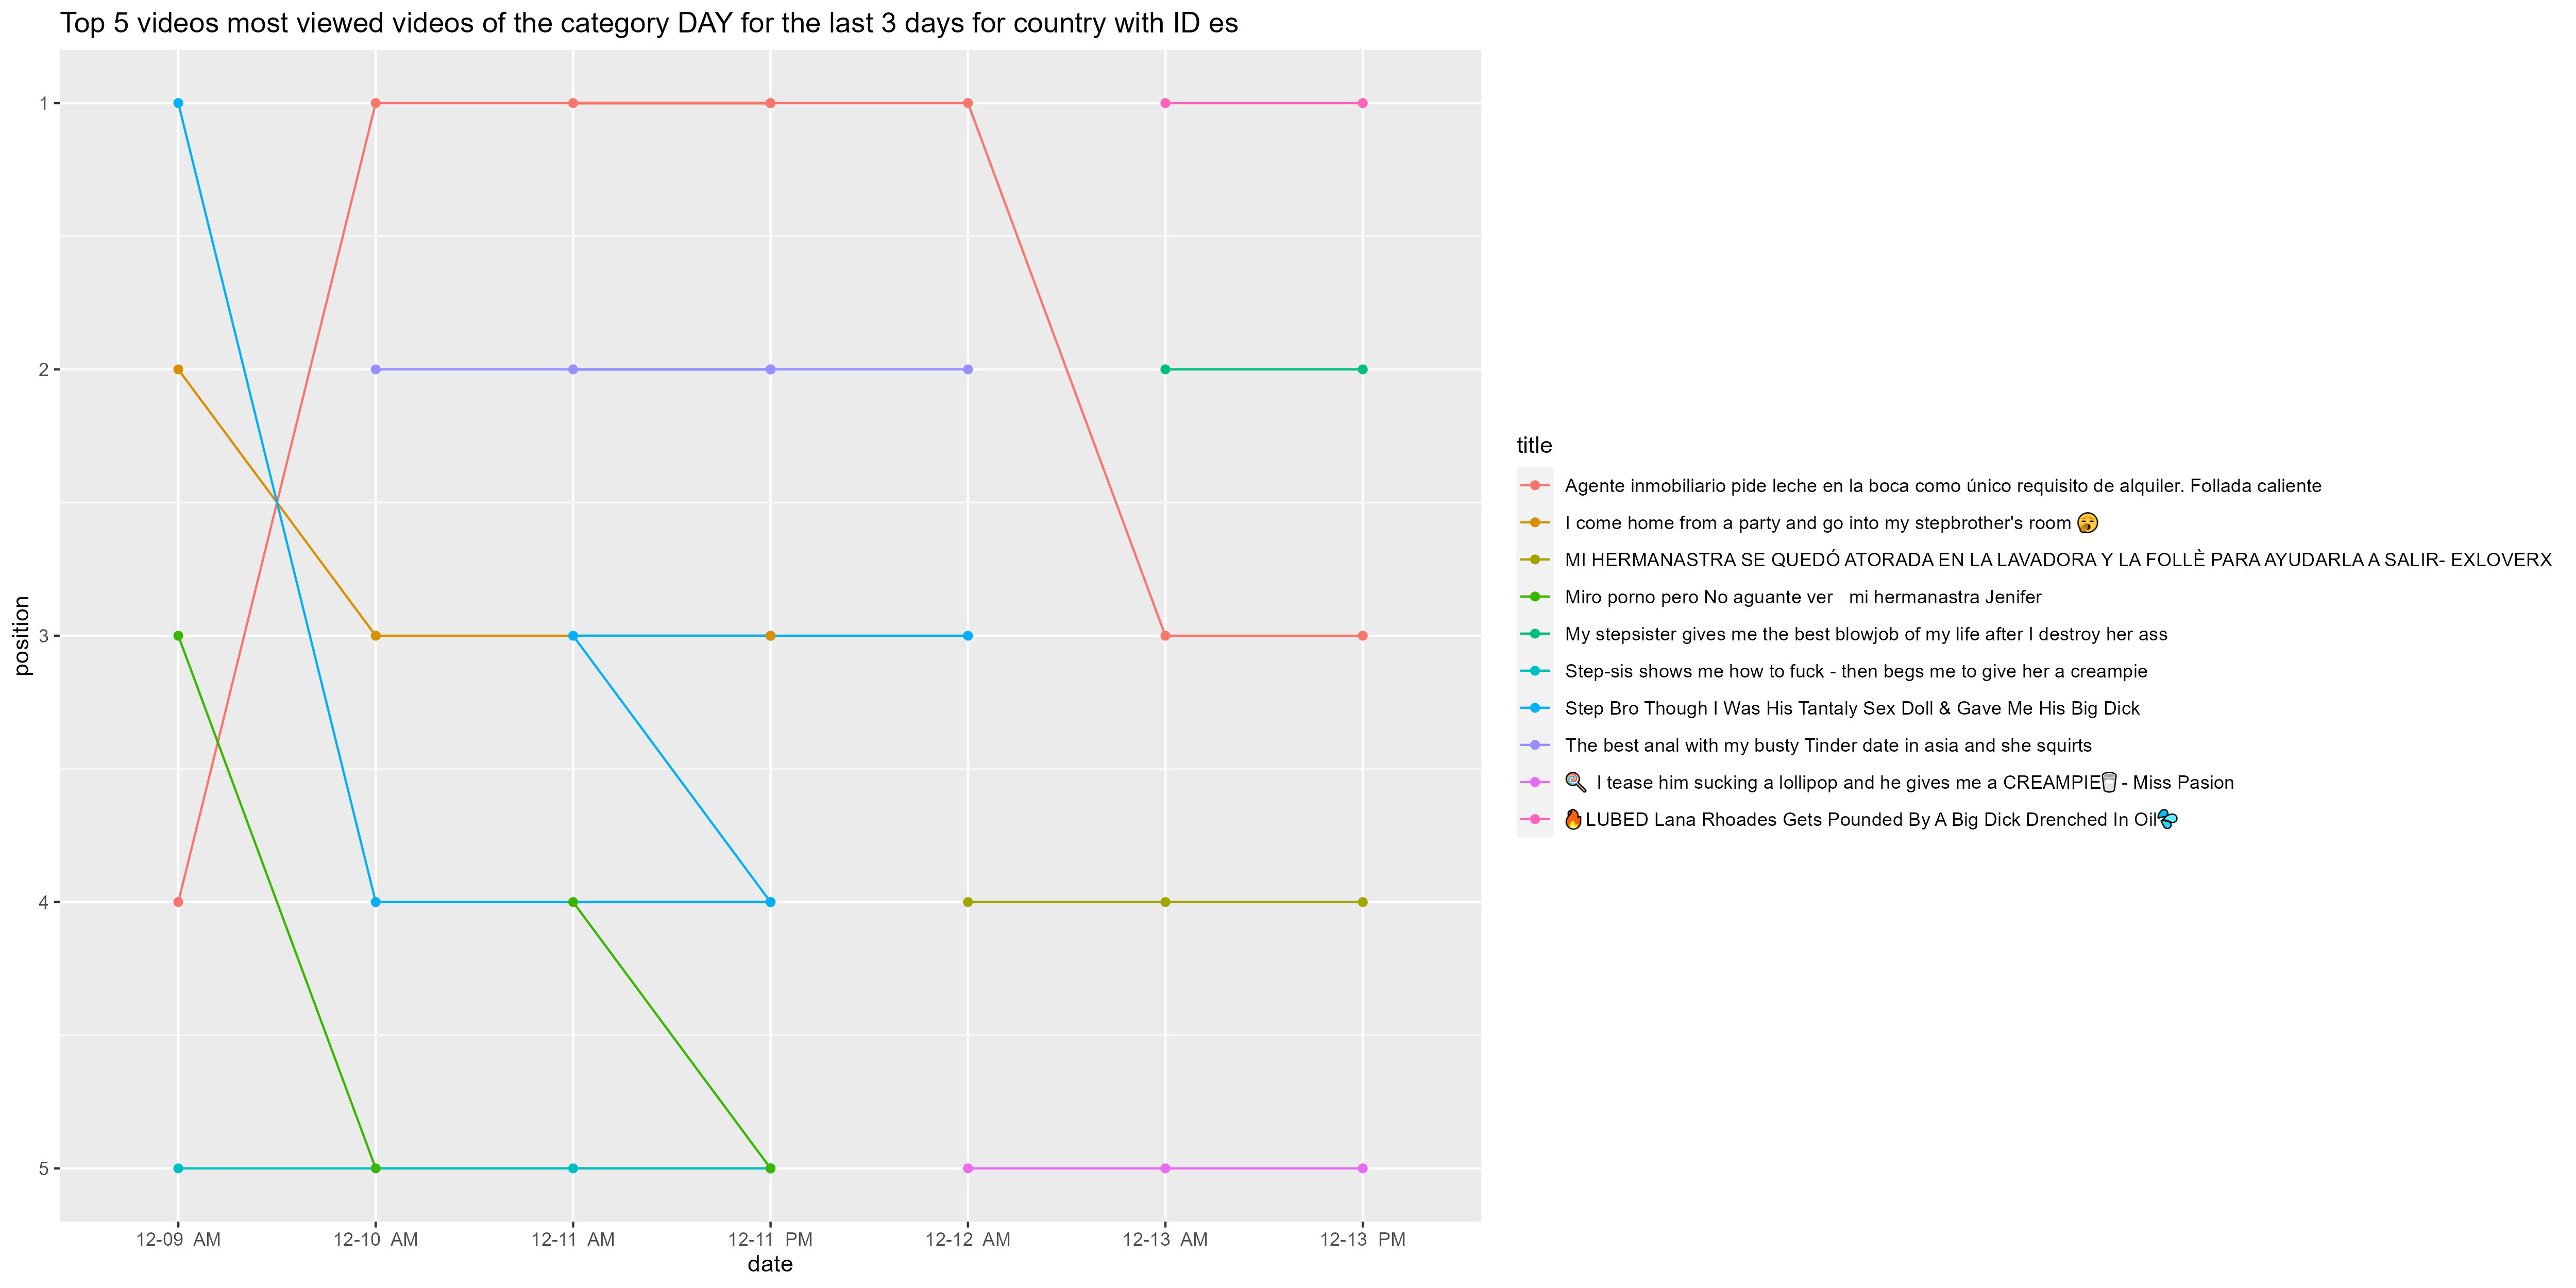 Top 5 videos most viewed videos of the category DAY for the last 3 days for country with ID es
position
1
2
3
4
5
12-09 AM 12-10 AM 12-11 AM 12-11 PM 12-12 AM 12-13 AM 12-13 PM
date
title
Agente inmobiliario pide leche en la boca como único requisito de alquiler. Follada caliente
I come home from a party and go into my stepbrother's room 🥱
MI HERMANASTRA SE QUEDÓ ATORADA EN LA LAVADORA Y LA FOLLÈ PARA AYUDARLA A SALIR- EXLOVERX
Miro porno pero No aguante ver mi hermanastra Jenifer
My stepsister gives me the best blowjob of my life after I destroy her ass
Step-sis shows me how to fuck - then begs me to give her a creampie
Step Bro Though I Was His Tantaly Sex Doll & Gave Me His Big Dick
The best anal with my busty Tinder date in asia and she squirts
🍭 I tease him sucking a lollipop and he gives me a CREAMPIE🥛- Miss Pasion
🔥LUBED Lana Rhoades Gets Pounded By A Big Dick Drenched In Oil💦